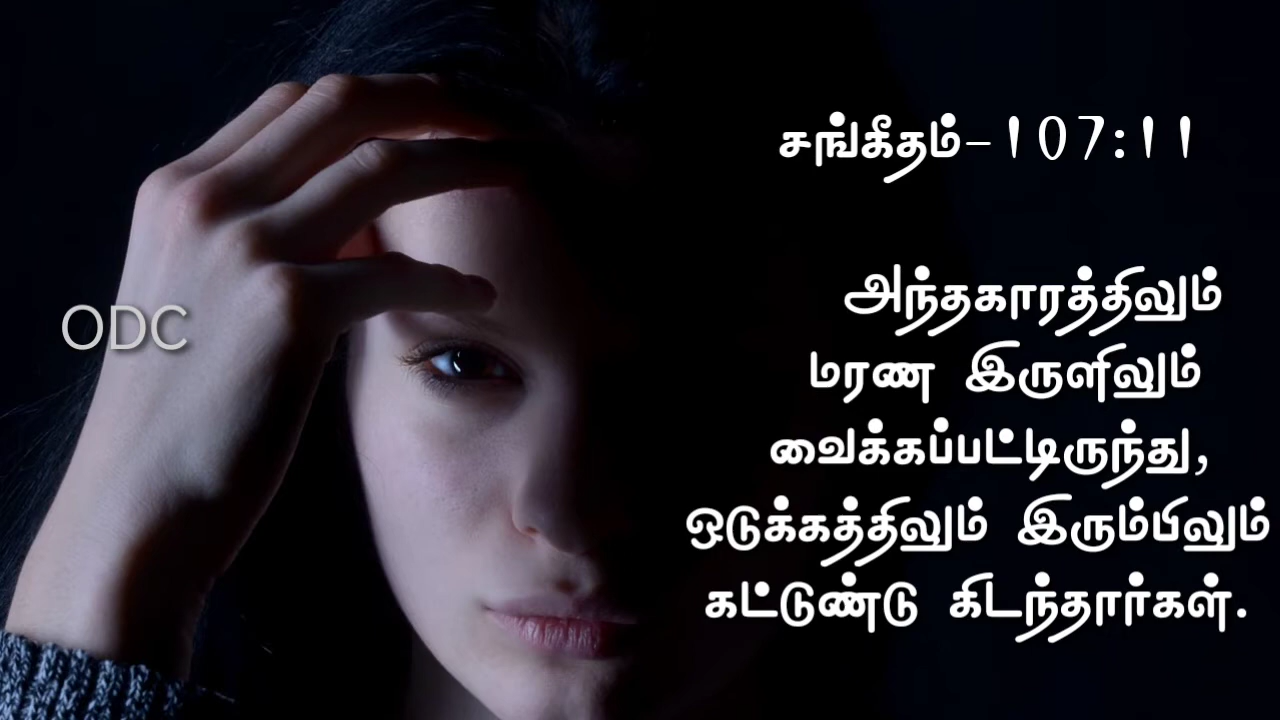 சங்கீதம்-107:11
அந்தகாரத்திலும்
மரண இருளிலும்
வைக்கப்பட்டிருந்து,
ஒடுக்கத்திலும் இரும்பிலும்
கட்டுண்டு கிடந்தார்கள்.
ODC